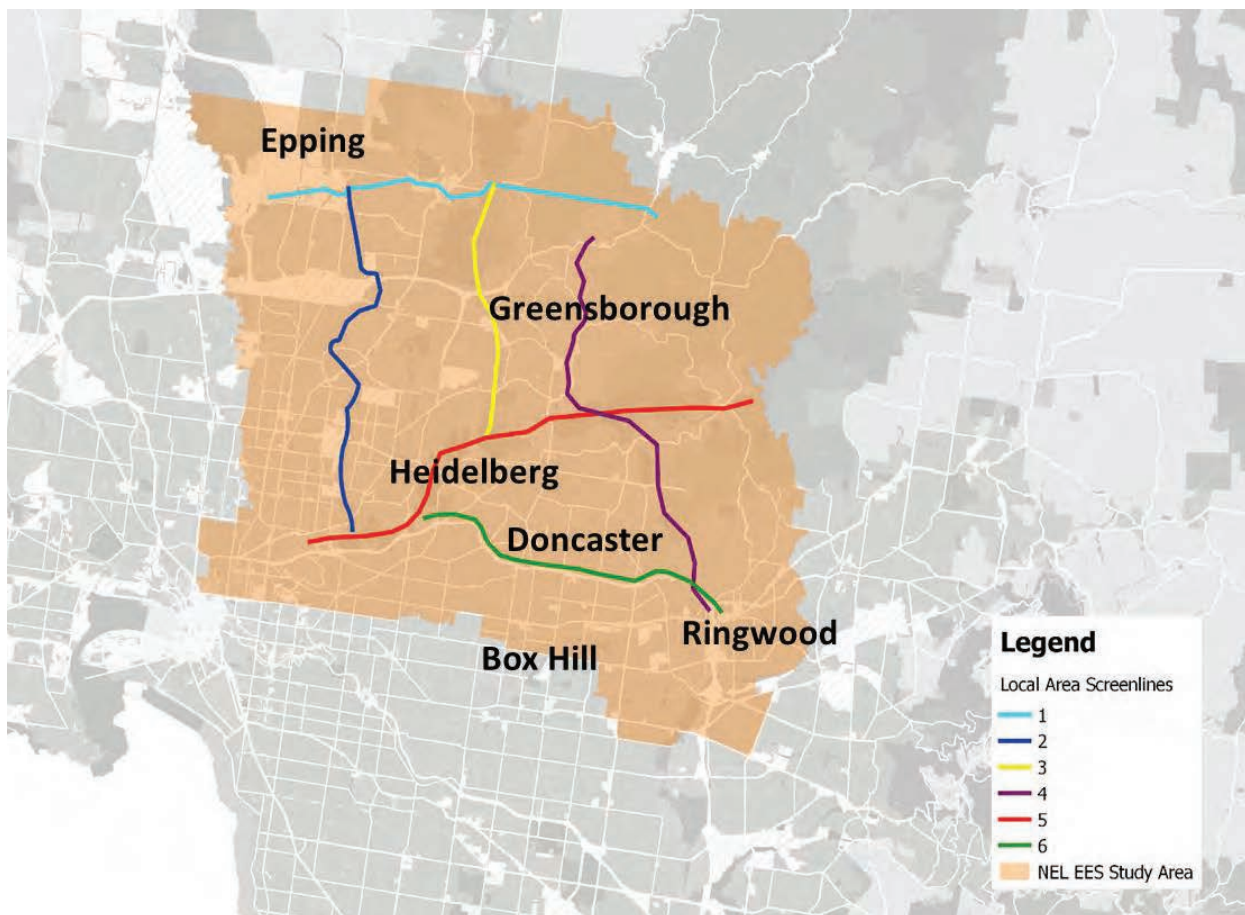 Epping
Greensborough
Heidelberg
Doncaster
Ringwood
Box Hill
Legend
Local Area Screenlines
1
2
3
4
5
6
NEL EES Study Area